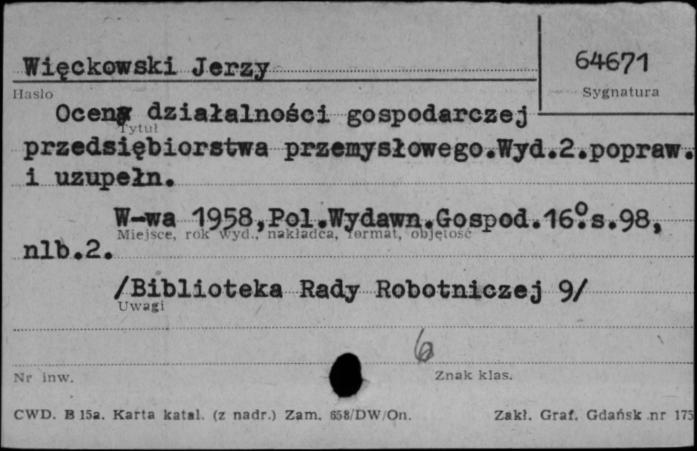 Więckowski Jerzy
64671
Hasło
Sygnatura
Oceny działalności gospodarczej
Tytuł
przedsiębiorstwa przemysłowego.Wyd.2.popraw.
i uzupełn.
W-wa 1958,Pol.Wydawn.Gospod.16°.s.98,
Miejsce, rok wyd., nakładca, format, objętość
nlb.2.
/Biblioteka Rady Robotniczej 9/
Uwagi
6
Nr inw.
Znak klas.
CWD. B 15a. Karta katal. (z nadr.) Zam. 658/DW/On.
Zakł. Graf. Gdańsk nr 175